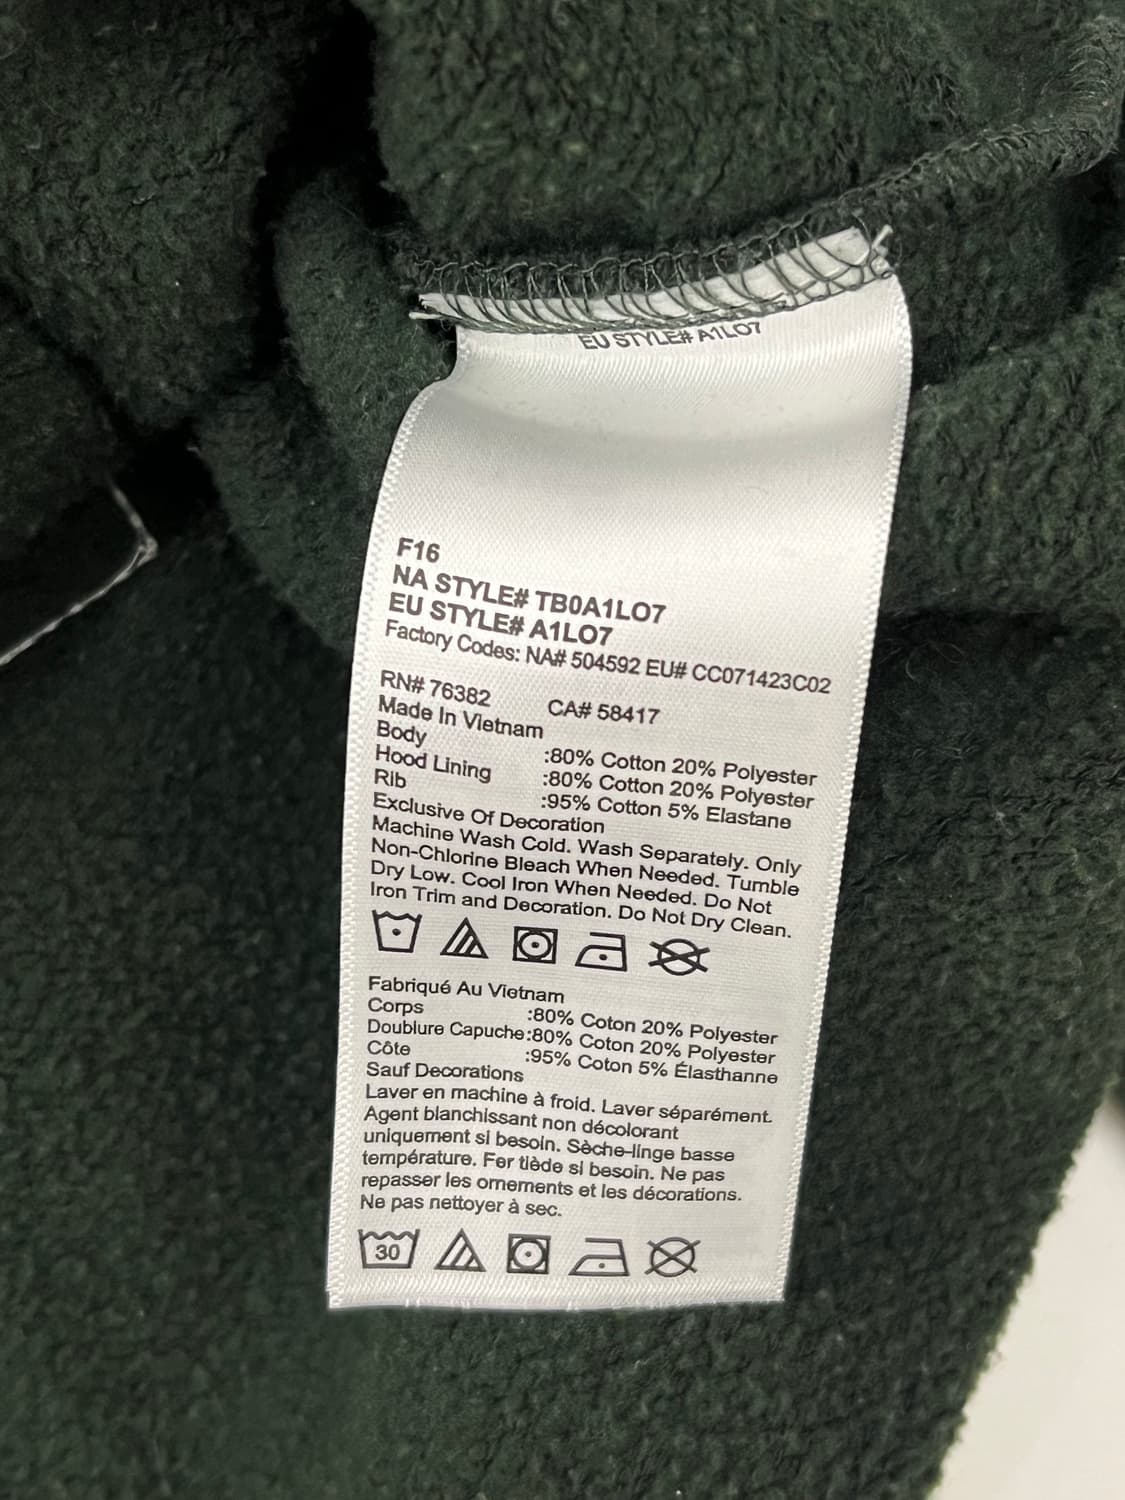 EU STYLE# A1LO7
F16
NA STYLE# TB0A1LO7
EU STYLE# A1LO7
Factory Codes: NA# 504592 EU# CC071423C02
RN# 76382 CA# 58417
Made In Vietnam
Body :80% Cotton 20% Polyester
Hood Lining :80% Cotton 20% Polyester
Rib :95% Cotton 5% Elastane
Exclusive Of Decoration
Machine Wash Cold. Wash Separately. Only
Non-Chlorine Bleach When Needed. Tumble
Dry Low. Cool Iron When Needed. Do Not
Iron Trim and Decoration. Do Not Dry Clean.
Fabriqué Au Vietnam
Corps :80% Coton 20% Polyester
Doublure Capuche:80% Coton 20% Polyester
Côte :95% Coton 5% Élasthanne
Sauf Decorations
Laver en machine à froid. Laver séparément.
Agent blanchissant non décolorant
uniquement si besoin. Sèche-linge basse
température. Fer tiède si besoin. Ne pas
repasser les ornements et les décorations.
Ne pas nettoyer à sec.
30